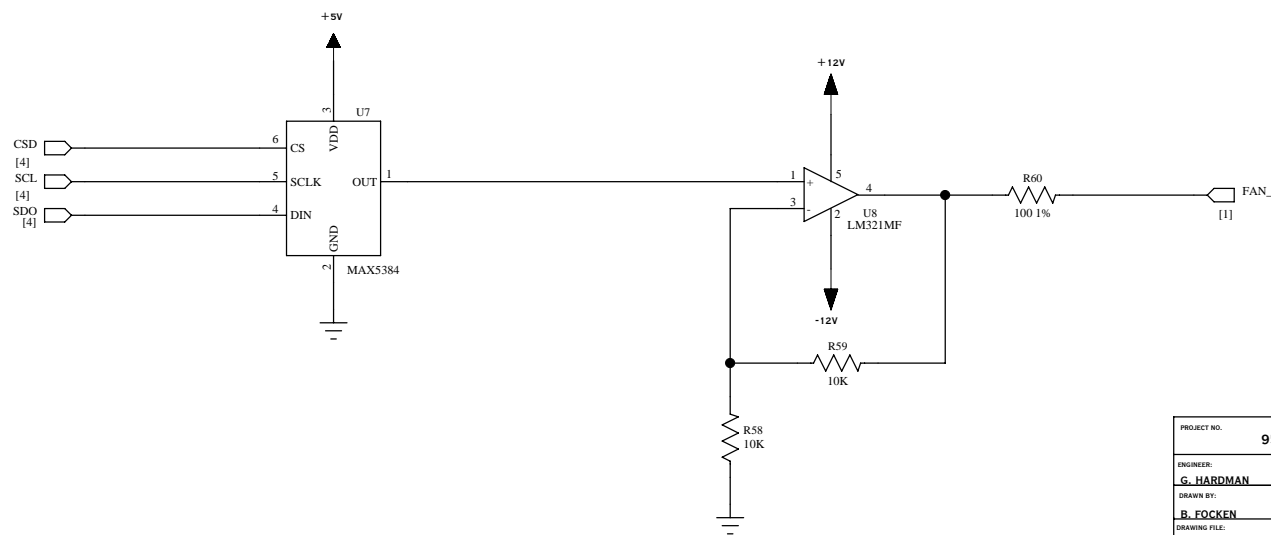 +5V
+12V
3
U7
VDD
CSD
6
CS
[4]
SCL
5
SCLK
OUT
1
[4]
SDO
4
DIN
[4]
GND
2
MAX5384
1
+
5
4
3
-
2
U8
LM321MF
-12V
R60
100 1%
FAN_
[1]
R59
10K
R58
10K
PROJECT NO.
9
ENGINEER:
G. HARDMAN
DRAWN BY:
B. FOCKEN
DRAWING FILE: